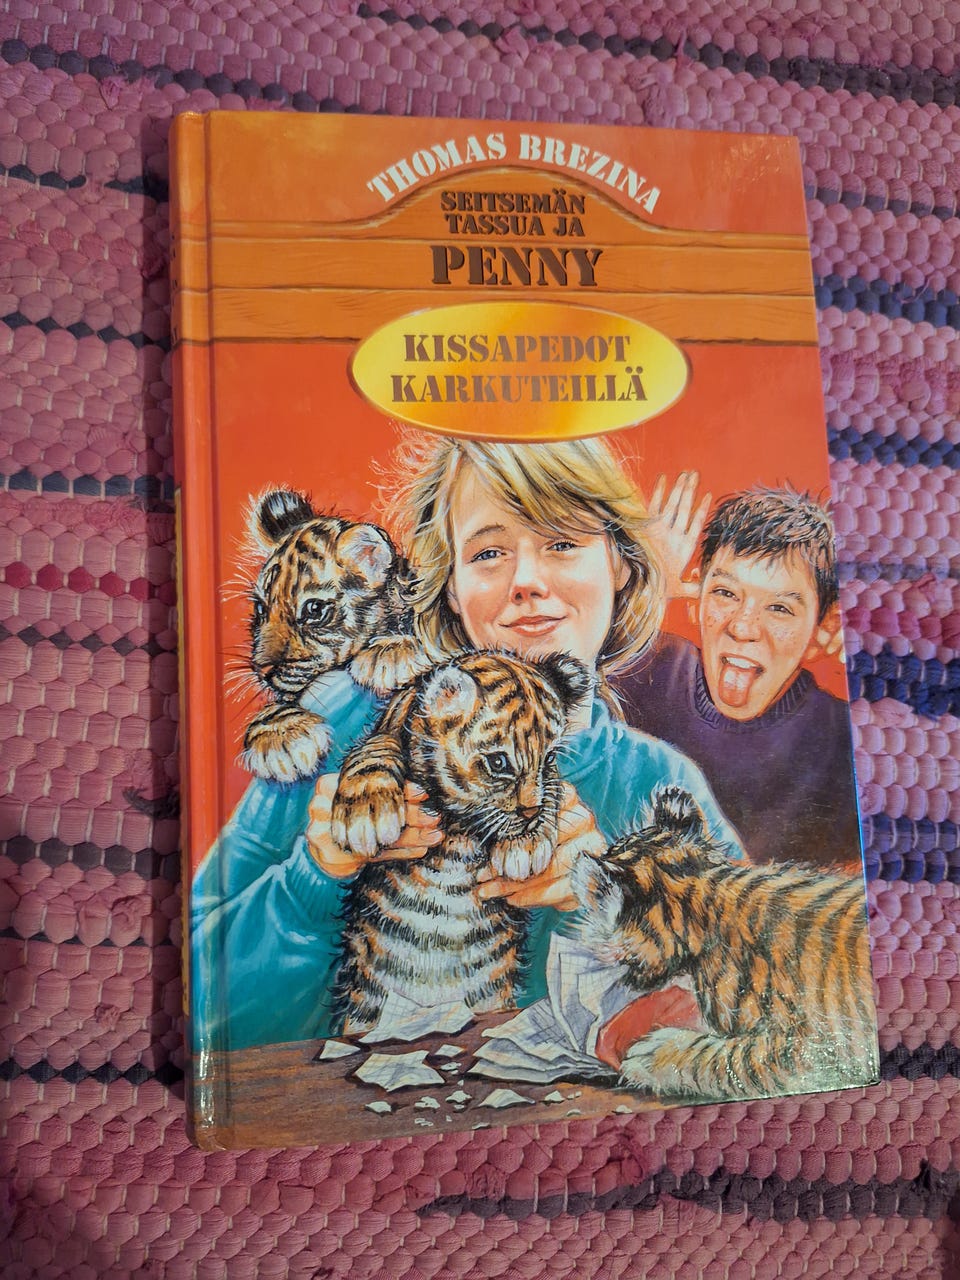 THOMAS BREZINA
SEITSEMÄN
TASSUA JA
PENNY
KISSAPEDOT
KARKUTEILLÄ